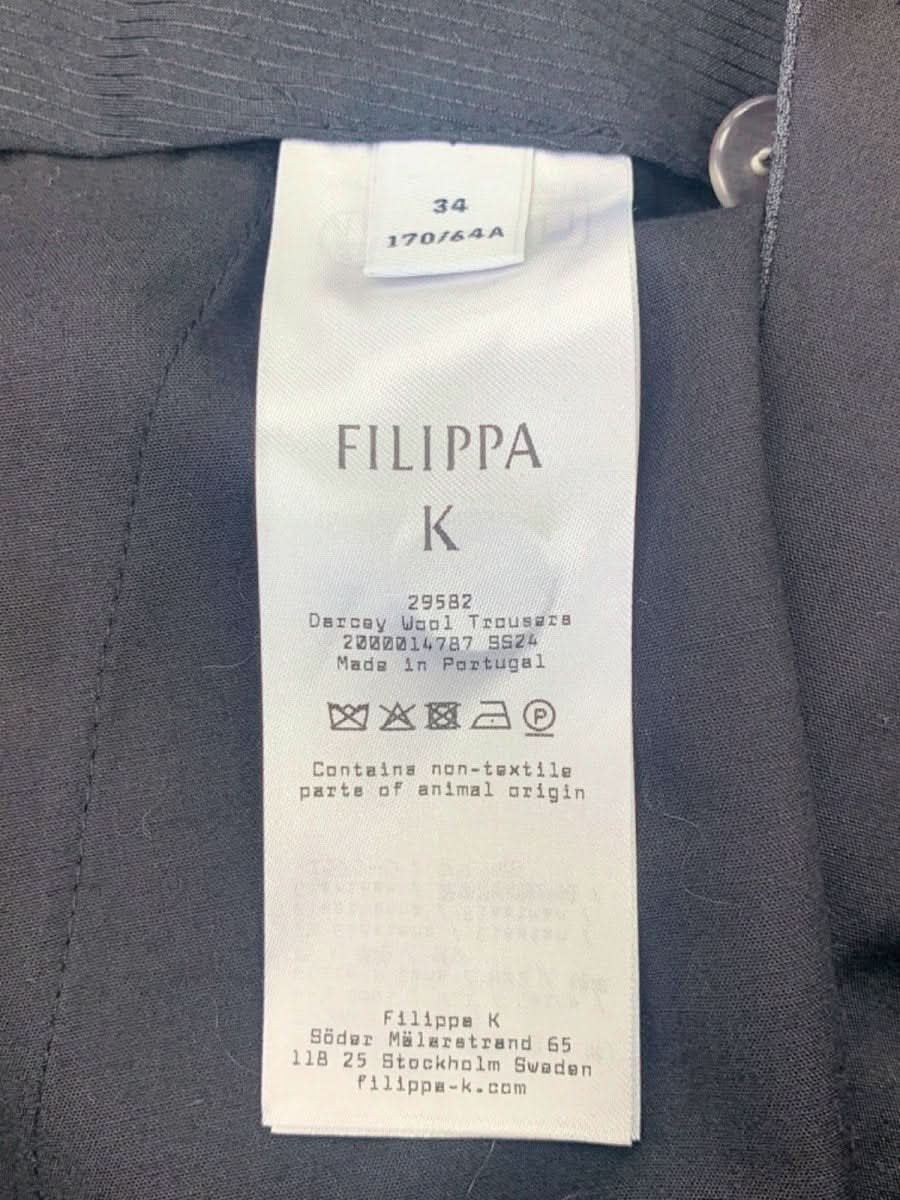 34
170/64A
FILIPPA
K
29582
Darcey Wool Trousers
2000014787 SS24
Made in Portugal
P
Contains non-textile
parts of animal origin
Filippa K
Söder Mälarstrand 65
118 25 Stockholm Sweden
filippa-k.com